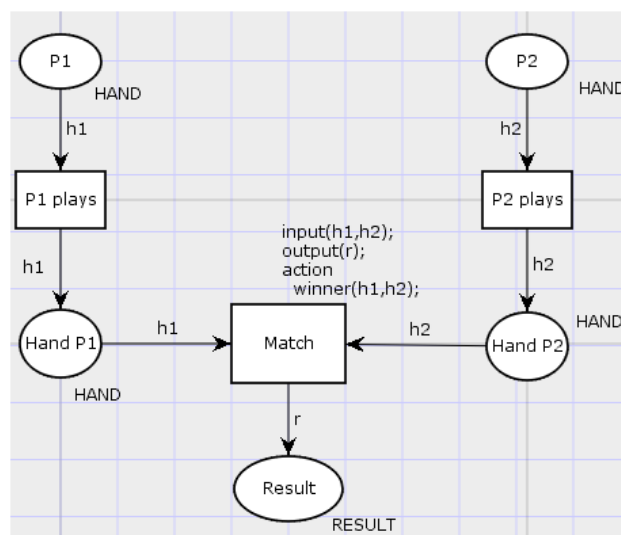 P1
P2
HAND
HAND
h1
h2
P1 plays
P2 plays
input(h1,h2);
output(r);
action
winner(h1,h2);
h1
h2
HAND
h1
h2
Hand P1
Match
Hand P2
HAND
r
Result
RESULT